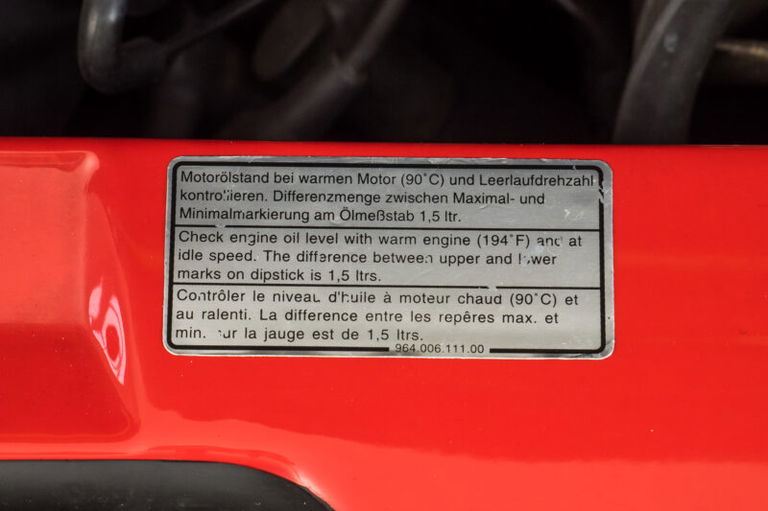 Motorölstand bei warmen Motor (90°C) und Leerlaufdrehzahl
kontrollieren. Differenzmenge zwischen Maximal- und
Minimalmarkierung am Ölmeßstab 1,5 ltr.
Check engine oil level with warm engine (194°F) and at
idle speed. The difference between upper and lower
marks on dipstick is 1,5 ltrs.
Contrôler le niveau d'huile à moteur chaud (90°C) et
au ralenti. La difference entre les repêres max. et
min. sur la jauge est de 1,5 ltrs.
964.006.111.00